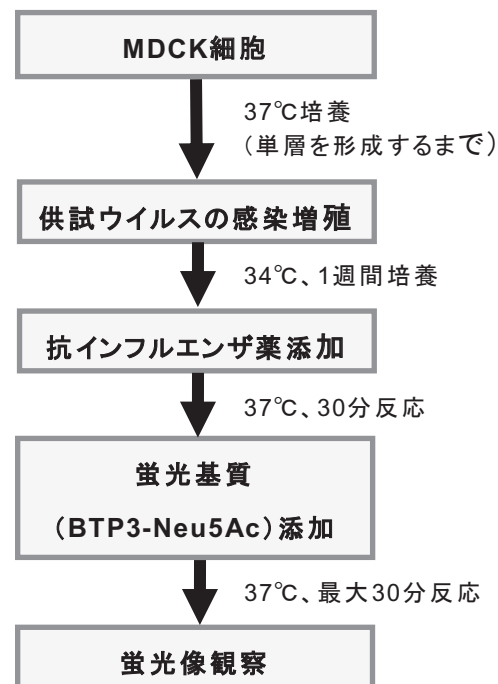 MDCK細胞
37℃培養
(単層を形成するまで)
供試ウイルスの感染増殖
34℃、1週間培養
抗インフルエンザ薬添加
37℃、30分反応
蛍光基質
(BTP3-Neu5Ac)添加
37℃、最大30分反応
蛍光像観察